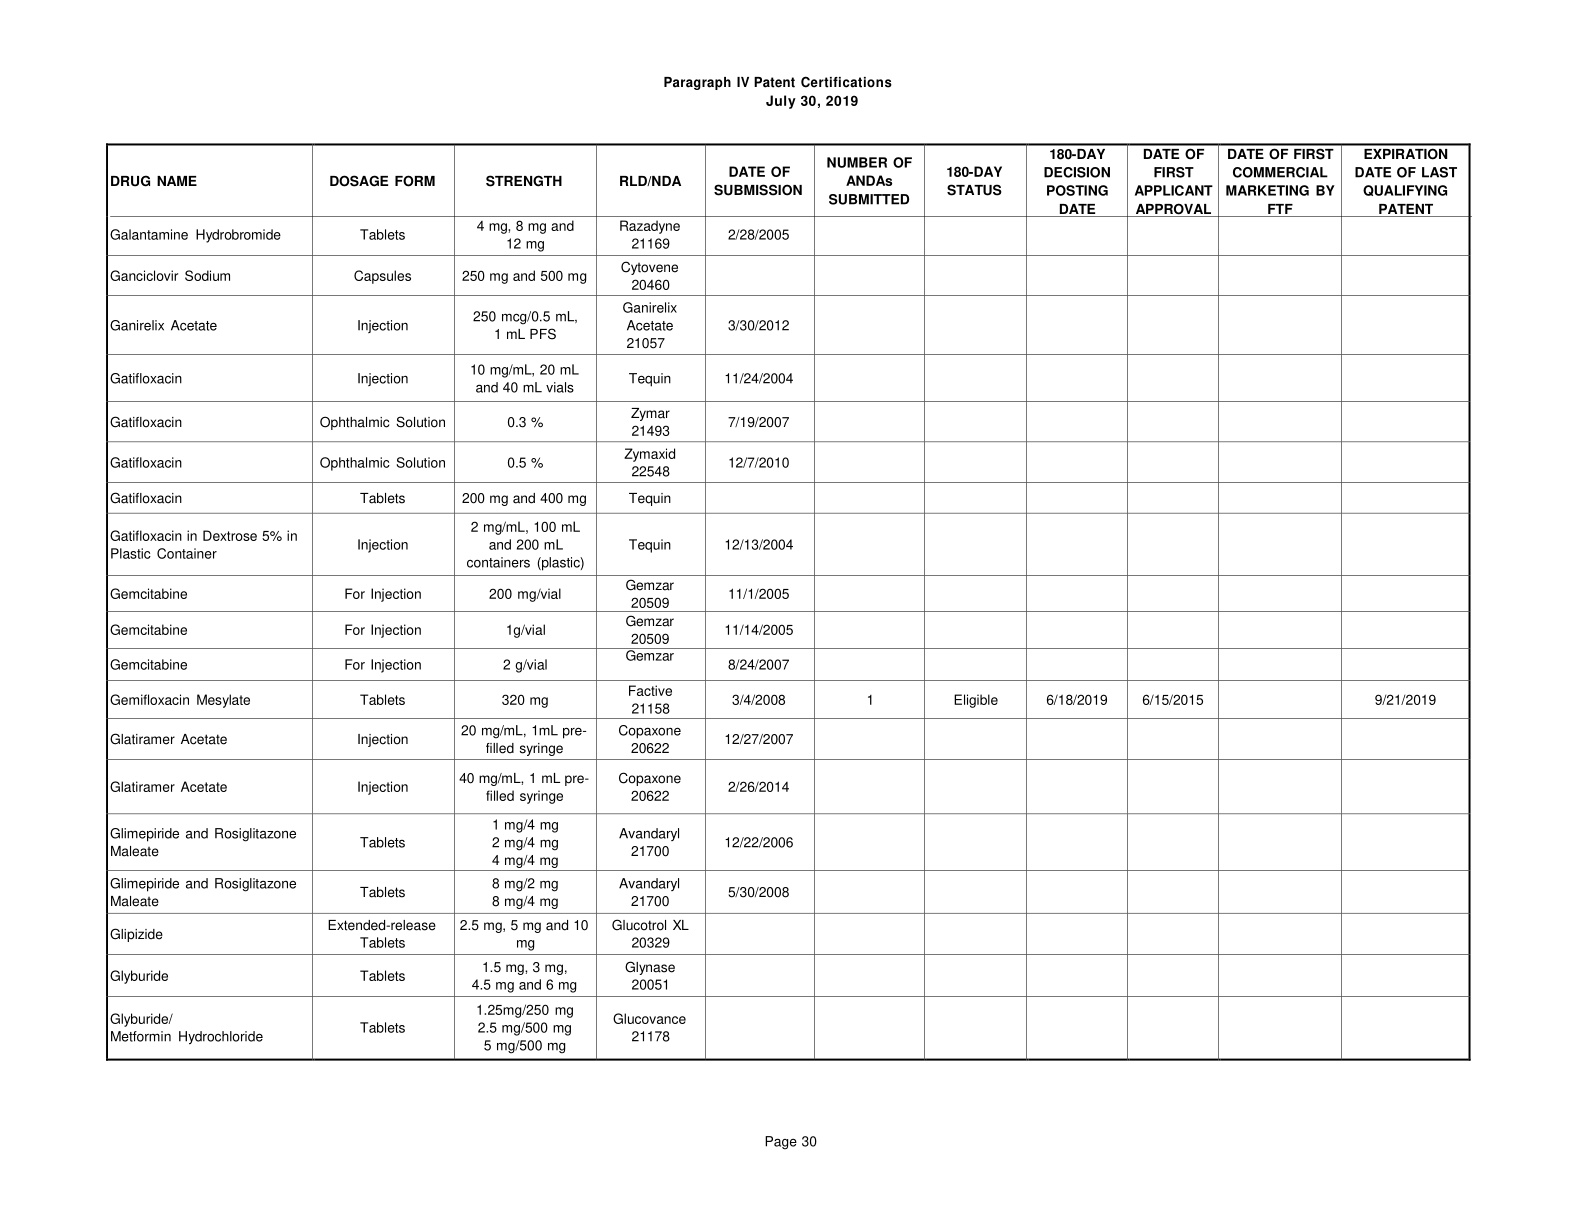 Paragraph IV Patent Certifications
July 30, 2019
DRUG NAME DOSAGE FORM STRENGTH RLD/NDA DATE OF SUBMISSION NUMBER OF ANDAs SUBMITTED 180-DAY STATUS 180-DAY DECISION POSTING DATE DATE OF FIRST APPLICANT APPROVAL DATE OF FIRST COMMERCIAL MARKETING BY FTF EXPIRATION DATE OF LAST QUALIFYING PATENT
Galantamine Hydrobromide Tablets 4 mg, 8 mg and 12 mg Razadyne 21169 2/28/2005
Ganciclovir Sodium Capsules 250 mg and 500 mg Cytovene 20460
Ganirelix Acetate Injection 250 mcg/0.5 mL, 1 mL PFS Ganirelix Acetate 21057 3/30/2012
Gatifloxacin Injection 10 mg/mL, 20 mL and 40 mL vials Tequin 11/24/2004
Gatifloxacin Ophthalmic Solution 0.3 % Zymar 21493 7/19/2007
Gatifloxacin Ophthalmic Solution 0.5 % Zymaxid 22548 12/7/2010
Gatifloxacin Tablets 200 mg and 400 mg Tequin
Gatifloxacin in Dextrose 5% in Plastic Container Injection 2 mg/mL, 100 mL and 200 mL containers (plastic) Tequin 12/13/2004
Gemcitabine For Injection 200 mg/vial Gemzar 20509 11/1/2005
Gemcitabine For Injection 1g/vial Gemzar 20509 11/14/2005
Gemcitabine For Injection 2 g/vial Gemzar 8/24/2007
Gemifloxacin Mesylate Tablets 320 mg Factive 21158 3/4/2008 1 Eligible 6/18/2019 6/15/2015 9/21/2019
Glatiramer Acetate Injection 20 mg/mL, 1mL pre-filled syringe Copaxone 20622 12/27/2007
Glatiramer Acetate Injection 40 mg/mL, 1 mL pre-filled syringe Copaxone 20622 2/26/2014
Glimepiride and Rosiglitazone Maleate Tablets 1 mg/4 mg 2 mg/4 mg 4 mg/4 mg Avandaryl 21700 12/22/2006
Glimepiride and Rosiglitazone Maleate Tablets 8 mg/2 mg 8 mg/4 mg Avandaryl 21700 5/30/2008
Glipizide Extended-release Tablets 2.5 mg, 5 mg and 10 mg Glucotrol XL 20329
Glyburide Tablets 1.5 mg, 3 mg, 4.5 mg and 6 mg Glynase 20051
Glyburide/ Metformin Hydrochloride Tablets 1.25mg/250 mg 2.5 mg/500 mg 5 mg/500 mg Glucovance 21178
Page 30